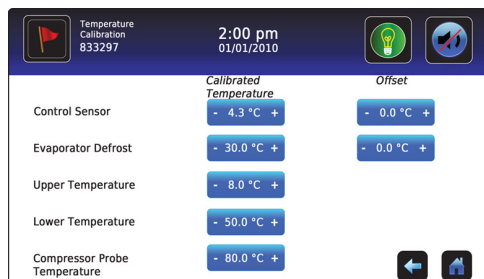 Temperature
Calibration
833297
2:00 pm
01/01/2010
Calibrated
Temperature
Offset
Control Sensor
- 4.3 °C +
- 0.0 °C +
Evaporator Defrost
- 30.0 °C +
- 0.0 °C +
Upper Temperature
- 8.0 °C +
Lower Temperature
- 50.0 °C +
Compressor Probe
Temperature
- 80.0 °C +